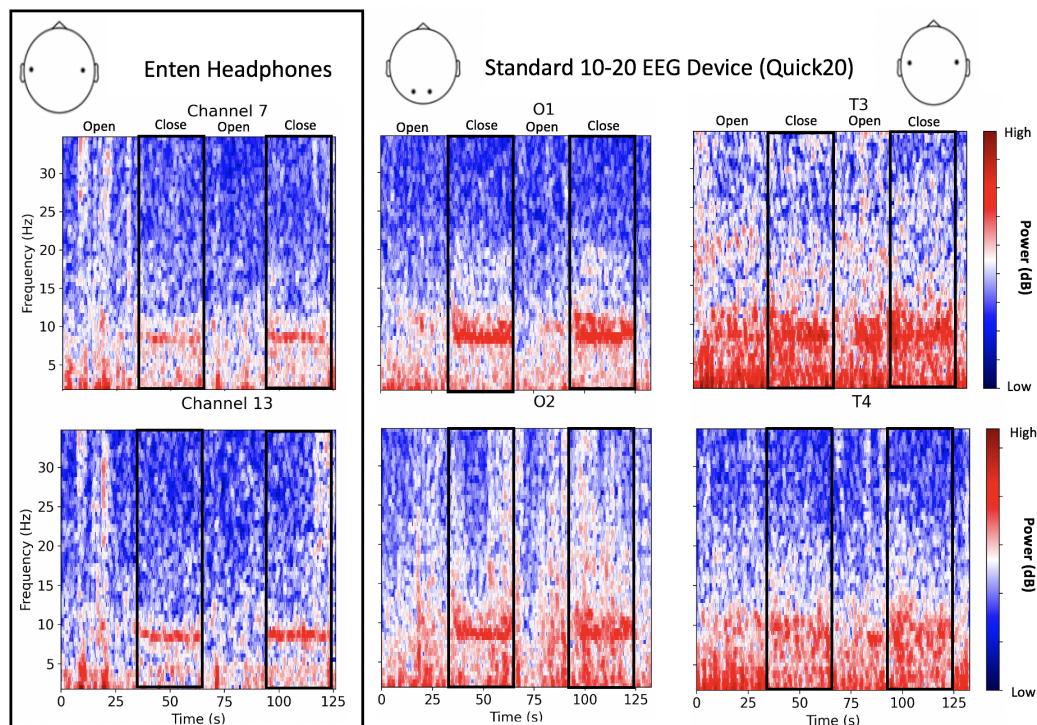 Enten Headphones
Standard 10-20 EEG Device (Quick20)
Channel 7
Open Close Open Close
30
25
20
15
10
5
Frequency (Hz)
O1
Open Close Open Close
T3
Open Close Open Close
High
Power (dB)
Low
Channel 13
30
25
20
15
10
5
Frequency (Hz)
0 25 50 75 100 125
Time (s)
O2
0 25 50 75 100 125
Time (s)
T4
0 25 50 75 100 125
Time (s)
High
Power (dB)
Low